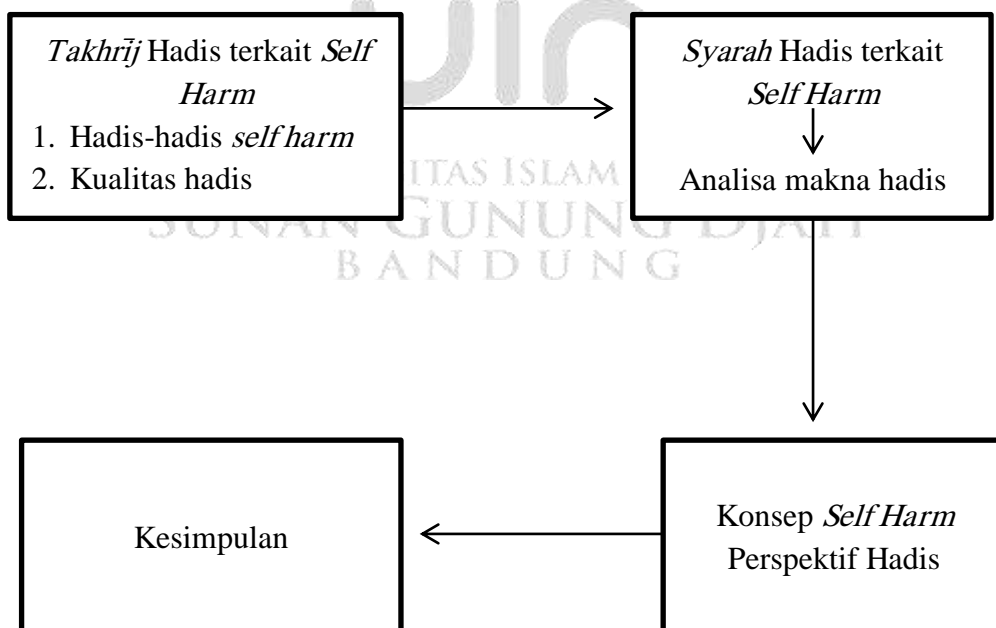 Takhrīj Hadis terkait Self
Harm
1. Hadis-hadis self harm
2. Kualitas hadis
Syarah Hadis terkait
Self Harm
Analisa makna hadis
ITAS ISLAM
SUNAN GUNUNG DJATI
BANDUNG
Konsep Self Harm
Perspektif Hadis
Kesimpulan